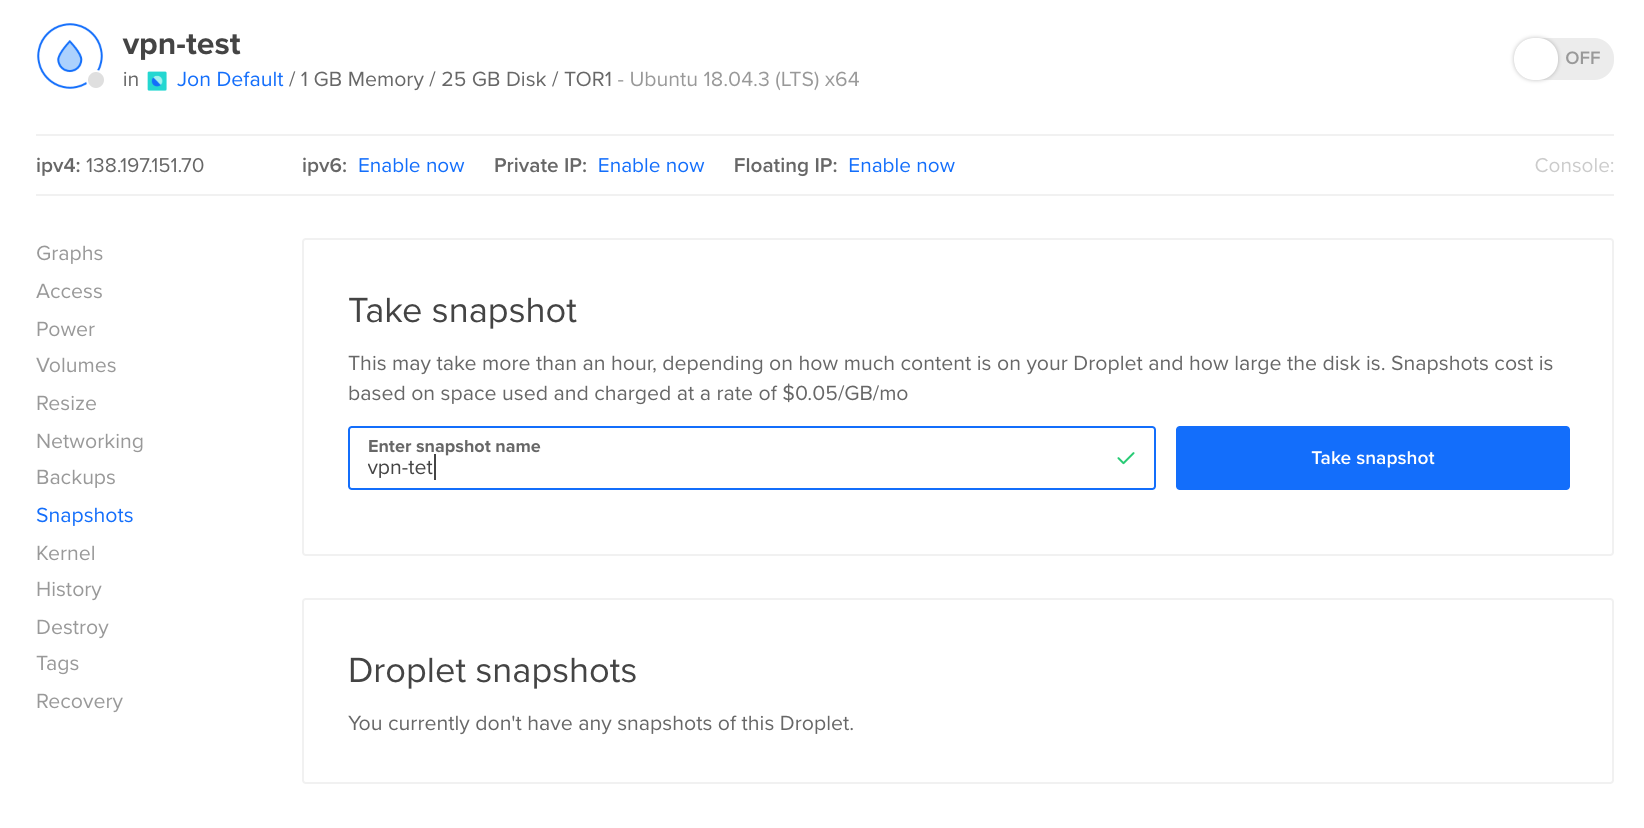 vpn-test
in Jon Default / 1 GB Memory / 25 GB Disk / TOR1 - Ubuntu 18.04.3 (LTS) x64
OFF
ipv4: 138.197.151.70 ipv6: Enable now Private IP: Enable now Floating IP: Enable now Console:
Graphs
Access
Power
Volumes
Resize
Networking
Backups
Snapshots
Kernel
History
Destroy
Tags
Recovery
Take snapshot
This may take more than an hour, depending on how much content is on your Droplet and how large the disk is. Snapshots cost is
based on space used and charged at a rate of $0.05/GB/mo
Enter snapshot name
vpn-tet
Take snapshot
Droplet snapshots
You currently don't have any snapshots of this Droplet.